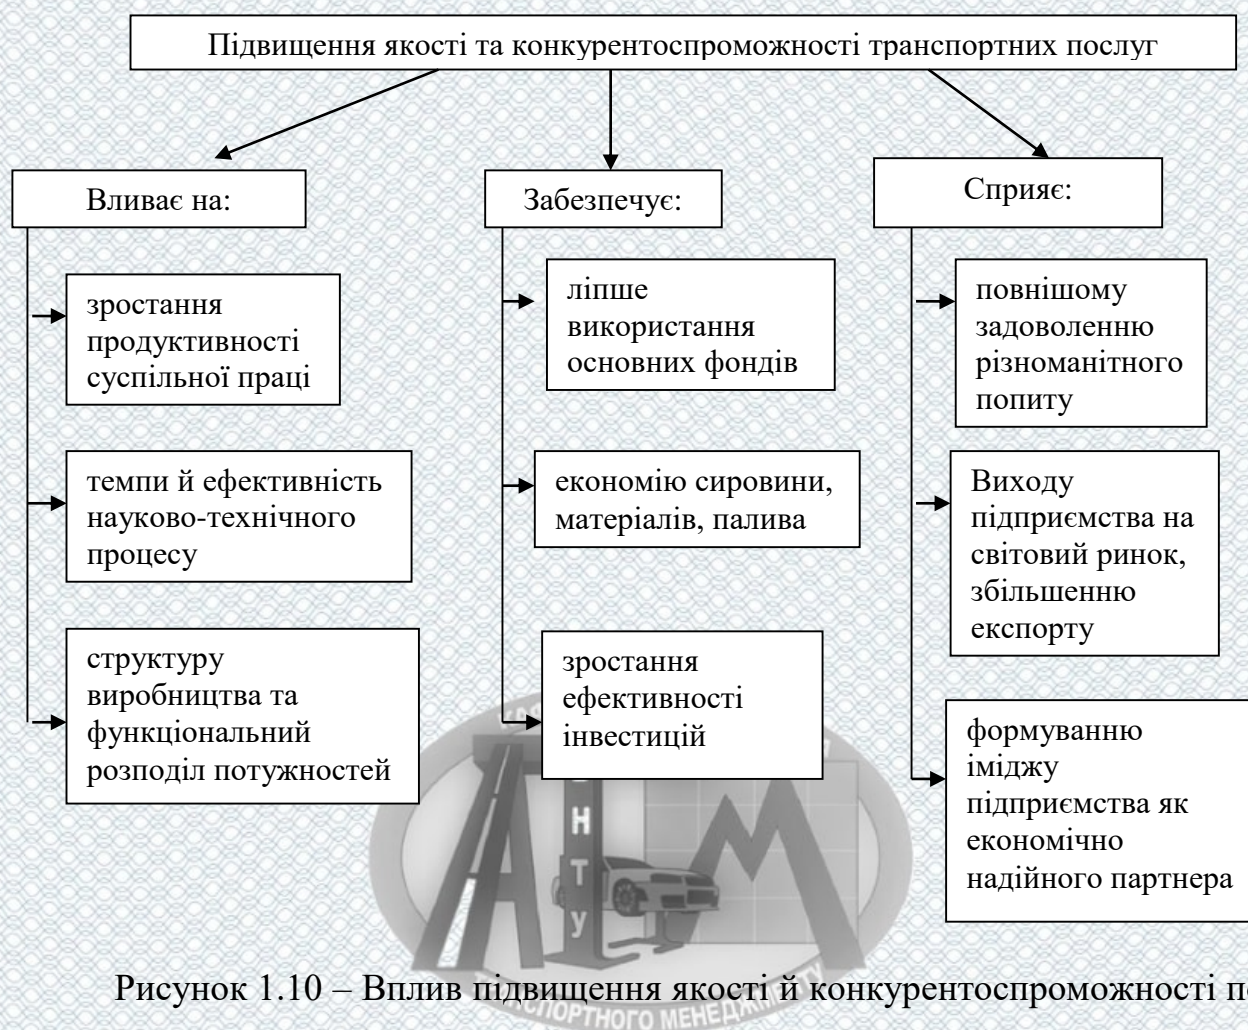 Підвищення якості та конкурентоспроможності транспортних послуг
Вливає на:
зростання
продуктивності
суспільної праці
темпи й ефективність
науково-технічного
процесу
структуру
виробництва та
функціональний
розподіл потужностей
Забезпечує:
ліпше
використання
основних фондів
економію сировини,
матеріалів, палива
зростання
ефективності
інвестицій
Сприяє:
повнішому
задоволенню
різноманітного
попиту
Виходу
підприємства на
світовий ринок,
збільшенню
експорту
формуванню
іміджу
підприємства як
економічно
надійного партнера
Н
Т
У
МЕНЕДЖМЕНТУ
Рисунок 1.10 – Вплив підвищення якості й конкурентоспроможності